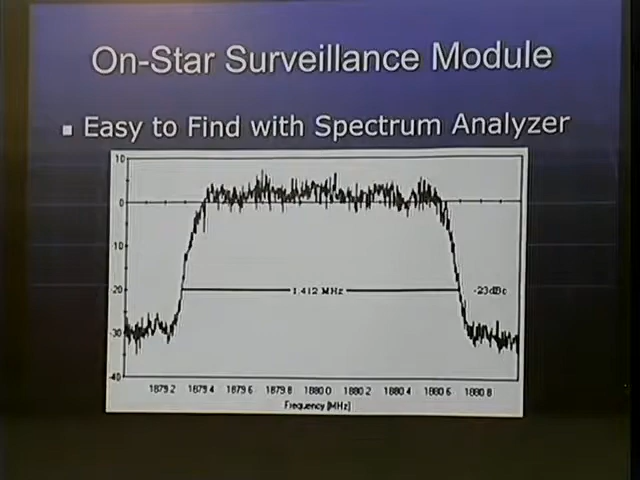 On-Star Surveillance Module
Easy to Find with Spectrum Analyzer
10
0
10
-20
1.412 MHz
-23dBc
-30
-40
1879.2 1879.4 1879.6 1879.8 1880.0 1880.2 1880.4 1880.6 1880.8
Frequency [MHz]